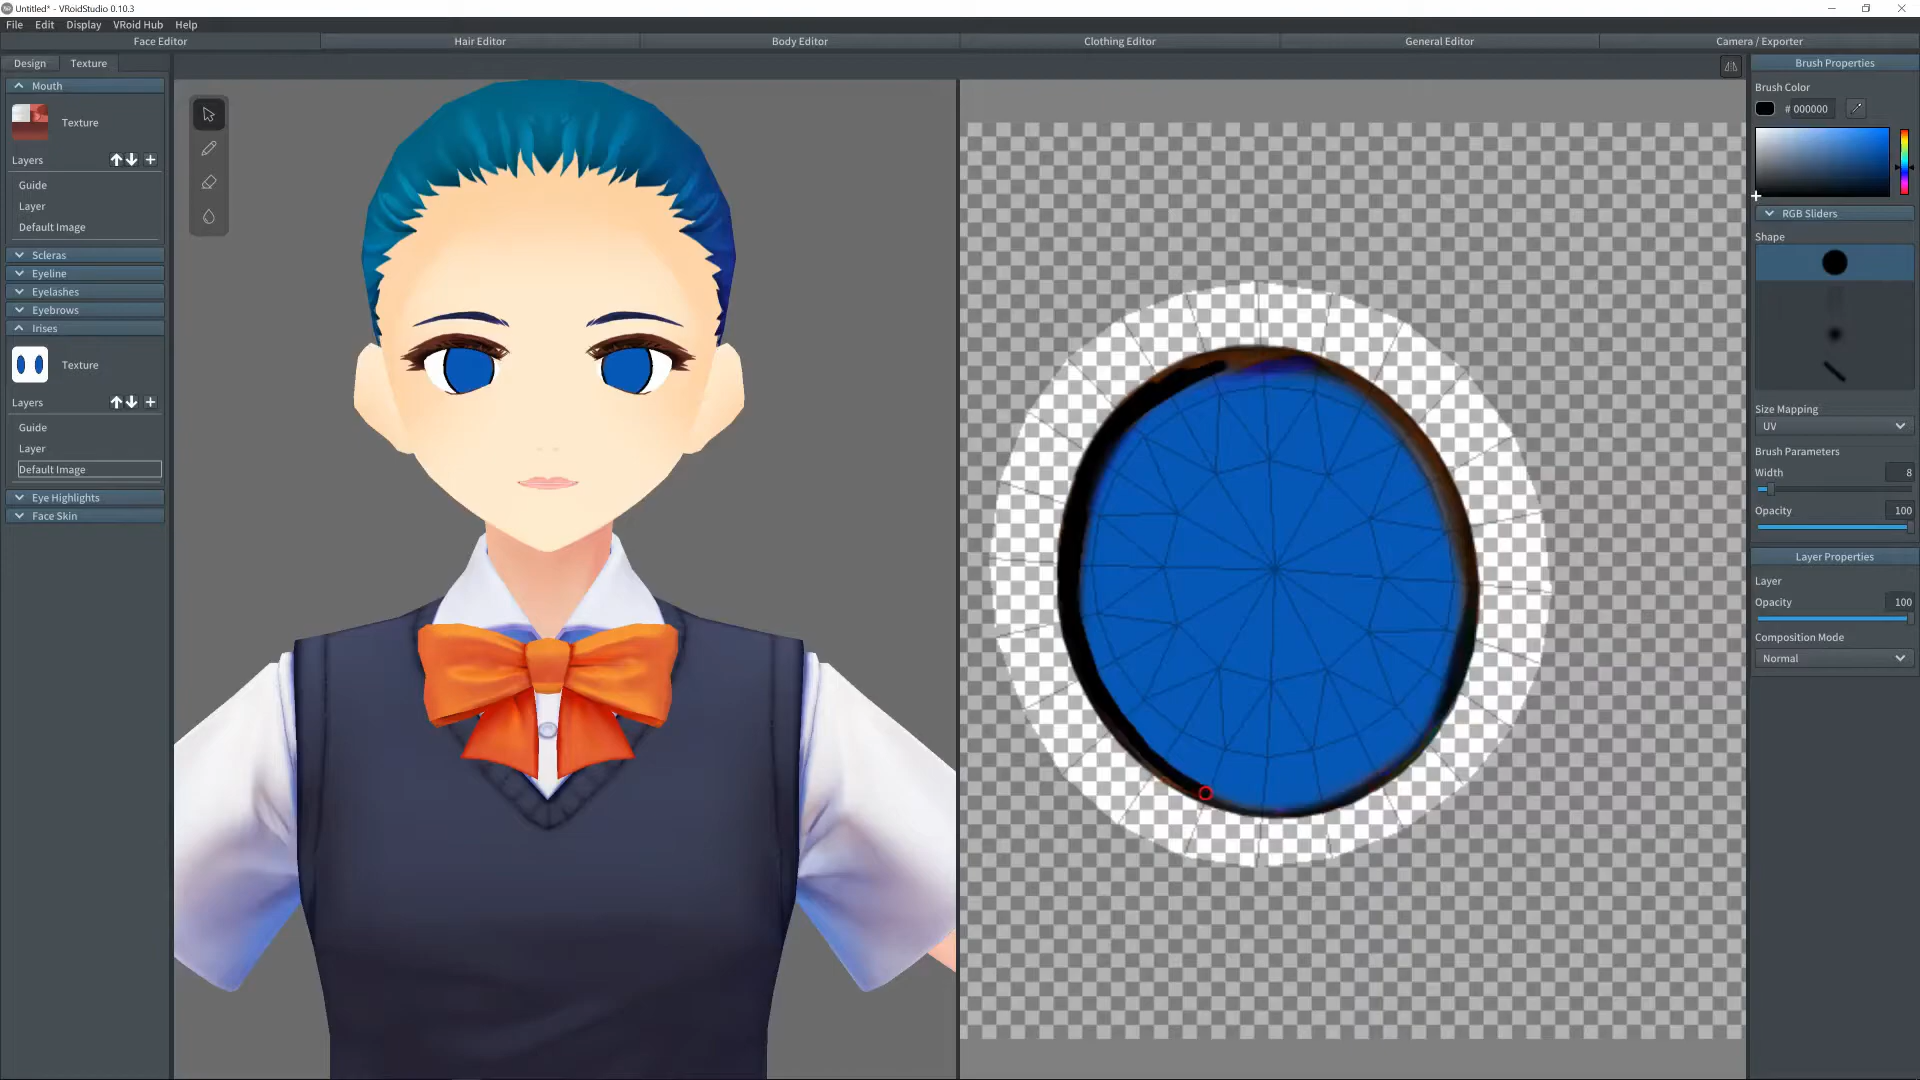 Untitled* - VRoidStudio 0.10.3
File Edit Display VRoid Hub Help
Face Editor Hair Editor Body Editor Clothing Editor General Editor Camera / Exporter
Design Texture
Mouth
Texture
Layers
Guide
Layer
Default Image
Scleras
Eyeline
Eyelashes
Eyebrows
Irises
Texture
Layers
Guide
Layer
Default Image
Eye Highlights
Face Skin
Brush Properties
Brush Color
# 000000
RGB Sliders
Shape
Size Mapping
UV
Brush Parameters
Width 8
Opacity 100
Layer Properties
Layer
Opacity 100
Composition Mode
Normal